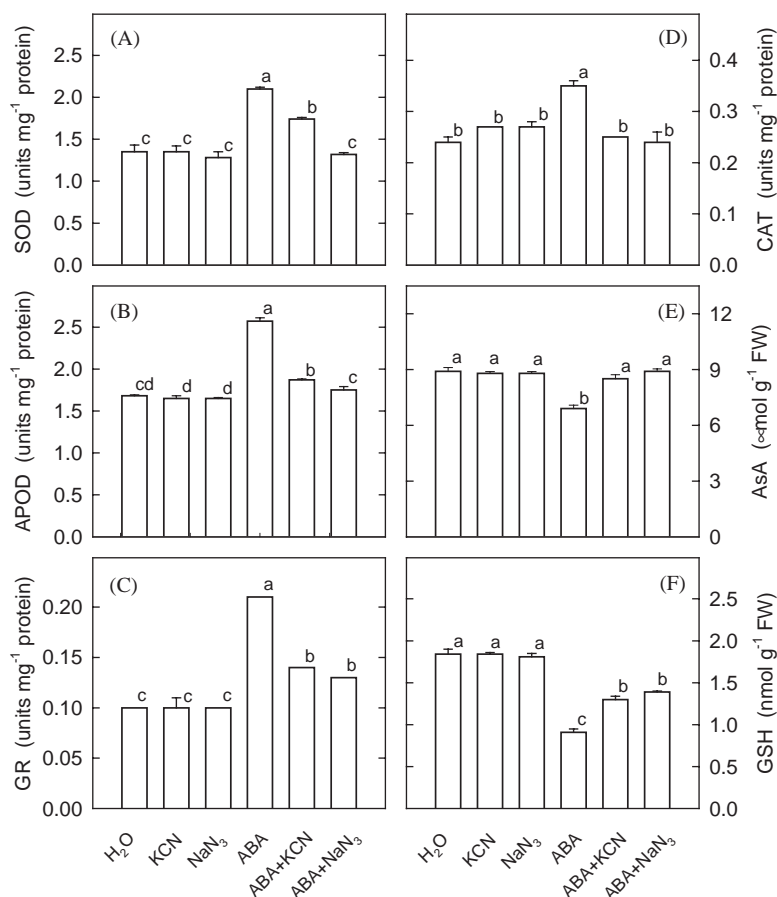 (A)
SOD (units mg⁻¹ protein)
2.5
2.0
1.5
1.0
0.5
0.0
c
c
c
a
b
c
(D)
CAT (units mg⁻¹ protein)
0.4
0.3
0.2
0.1
0.0
b
b
b
a
b
b
(B)
APOD (units mg⁻¹ protein)
2.5
2.0
1.5
1.0
0.5
0.0
cd
d
d
a
b
c
(E)
AsA (∝mol g⁻¹ FW)
12
9
6
3
0
a
a
a
b
a
a
(C)
GR (units mg⁻¹ protein)
0.20
0.15
0.10
0.05
0.00
c
c
c
a
b
b
(F)
GSH (nmol g⁻¹ FW)
2.5
2.0
1.5
1.0
0.5
0.0
a
a
a
c
b
b
H₂O
KCN
NaN₃
ABA
ABA+KCN
ABA+NaN₃
H₂O
KCN
NaN₃
ABA
ABA+KCN
ABA+NaN₃